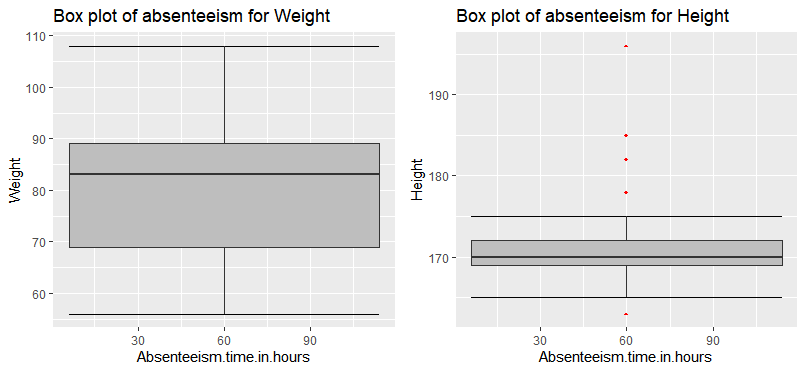 Box plot of absenteeism for Weight
110
100
90
80
70
60
Weight
30 60 90
Absenteeism.time.in.hours
Box plot of absenteeism for Height
190
180
170
Height
30 60 90
Absenteeism.time.in.hours